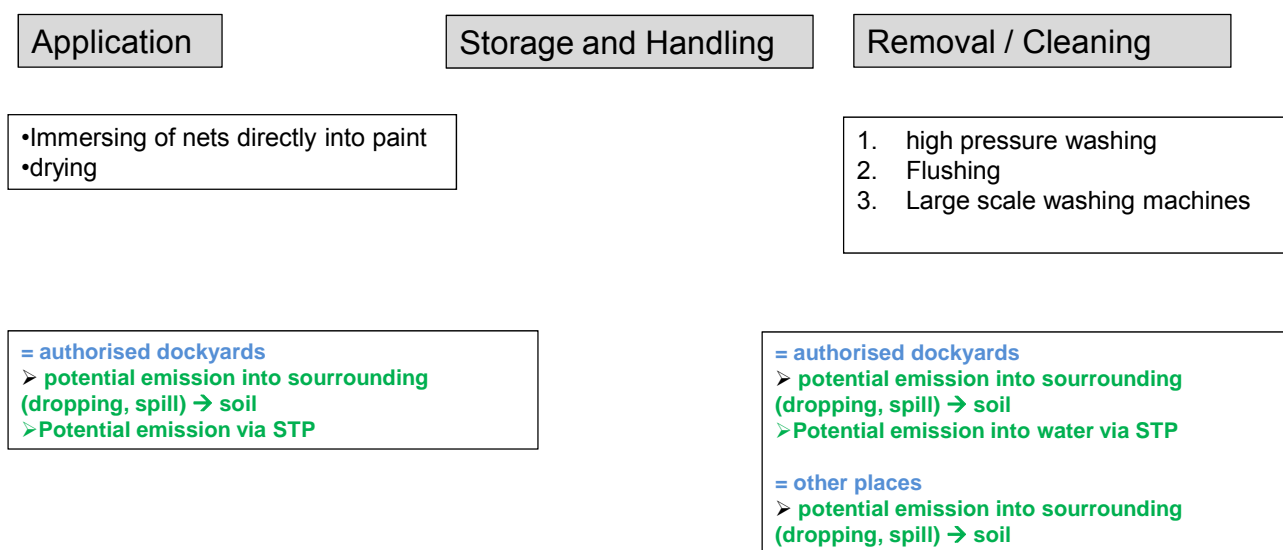 Application
Storage and Handling
Removal / Cleaning
•Immersing of nets directly into paint
•drying
1. high pressure washing
2. Flushing
3. Large scale washing machines
= authorised dockyards
➢ potential emission into sourrounding
(dropping, spill) → soil
➢Potential emission via STP
= authorised dockyards
➢ potential emission into sourrounding
(dropping, spill) → soil
➢Potential emission into water via STP
= other places
➢ potential emission into sourrounding
(dropping, spill) → soil